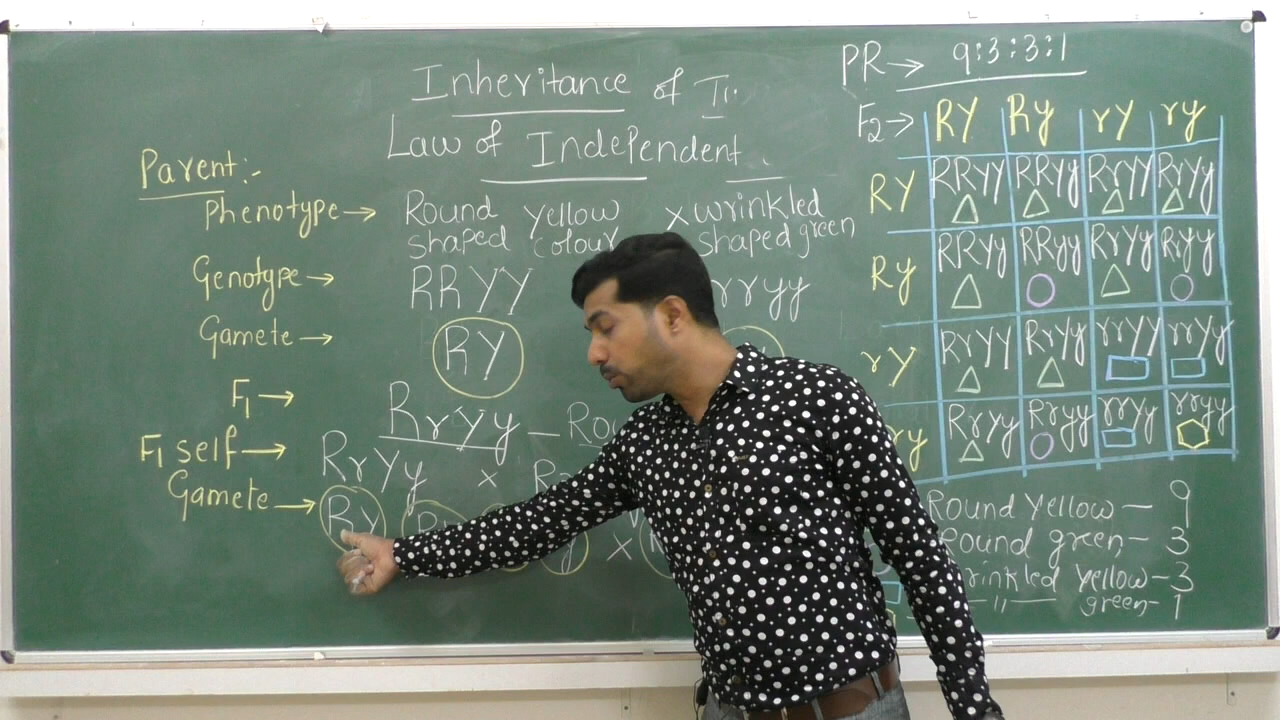 Inheritance of
Law of Independent
Parent:-
Phenotype→ Round Yellow × wrinkled
shaped colour shaped green
Genotype→ RRYY rryy
Gamete→ RY
F1→ RrYy —
F1 self→ RrYy ×
Gamete→ RY ×
PR→ 9:3:3:1
F2→ RY Ry rY ry
RY RRYY RRYy RrYY RrYy
Ry RRYy RRyy RrYy Rryy
rY RrYY RrYy rrYY rrYy
ry RrYy Rryy rrYy rryy
Round Yellow — 9
Round green — 3
wrinkled yellow — 3
—〃— green - 1